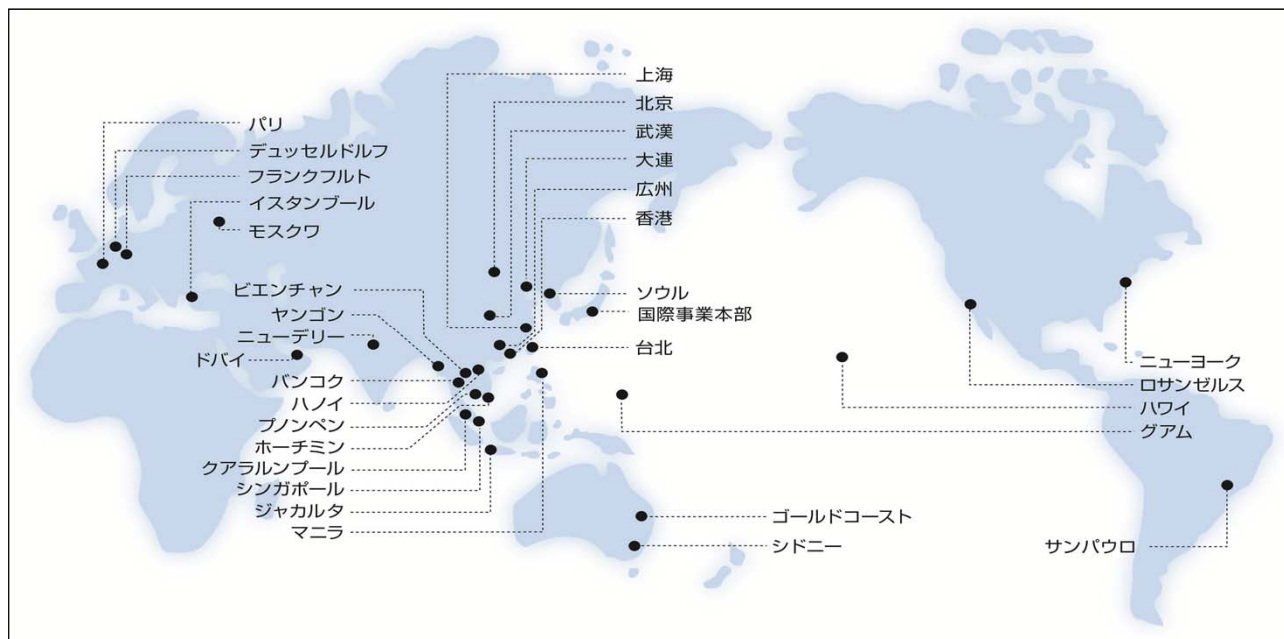 上海
北京
武漢
大連
広州
香港
パリ
デュッセルドルフ
フランクフルト
イスタンブール
モスクワ
ビエンチャン
ヤンゴン
ニューデリー
ドバイ
バンコク
ハノイ
プノンペン
ホーチミン
クアラルンプール
シンガポール
ジャカルタ
マニラ
ソウル
国際事業本部
台北
ゴールドコースト
シドニー
ニューヨーク
ロサンゼルス
ハワイ
グアム
サンパウロ